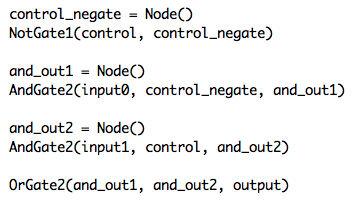 control_negate = Node()
NotGate1(control, control_negate)
and_out1 = Node()
AndGate2(input0, control_negate, and_out1)
and_out2 = Node()
AndGate2(input1, control, and_out2)
OrGate2(and_out1, and_out2, output)